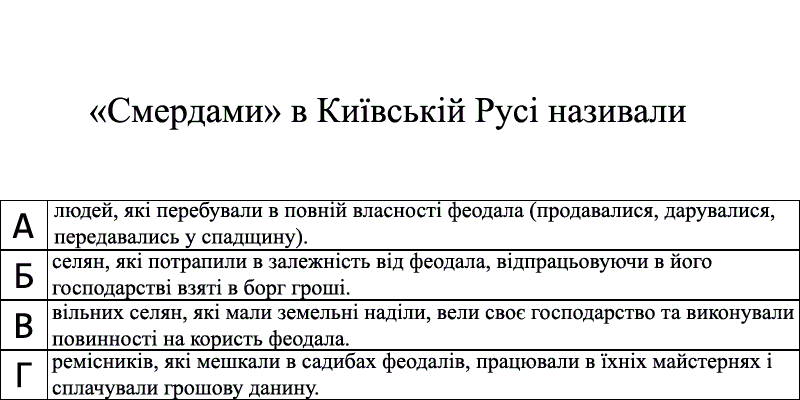 «Смердами» в Київській Русі називали
А
людей, які перебували в повній власності феодала (продавалися, дарувалися,
передавались у спадщину).
Б
селян, які потрапили в залежність від феодала, відпрацьовуючи в його
господарстві взяті в борг гроші.
В
вільних селян, які мали земельні наділи, вели своє господарство та виконували
повинності на користь феодала.
Г
ремісників, які мешкали в садибах феодалів, працювали в їхніх майстернях і
сплачували грошову данину.